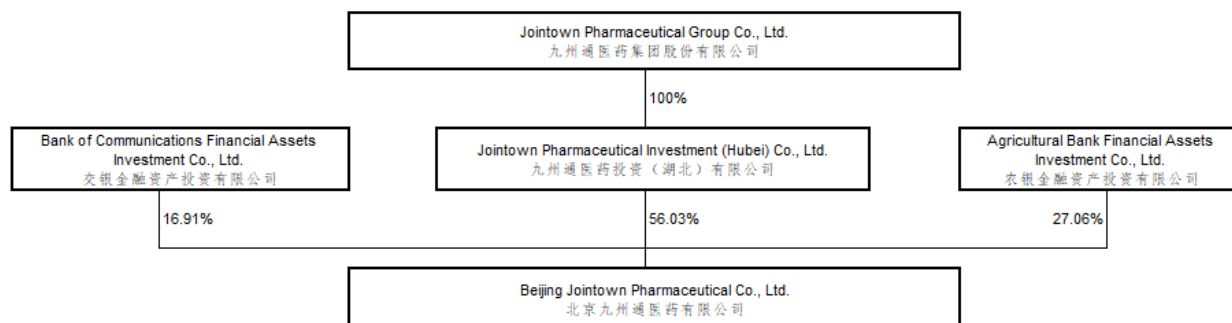 Jointown Pharmaceutical Group Co., Ltd.
九州通医药集团股份有限公司
100%
Bank of Communications Financial Assets
Investment Co., Ltd.
交银金融资产投资有限公司
Jointown Pharmaceutical Investment (Hubei) Co., Ltd.
九州通医药投资（湖北）有限公司
Agricultural Bank Financial Assets
Investment Co., Ltd.
农银金融资产投资有限公司
16.91%
56.03%
27.06%
Beijing Jointown Pharmaceutical Co., Ltd.
北京九州通医药有限公司